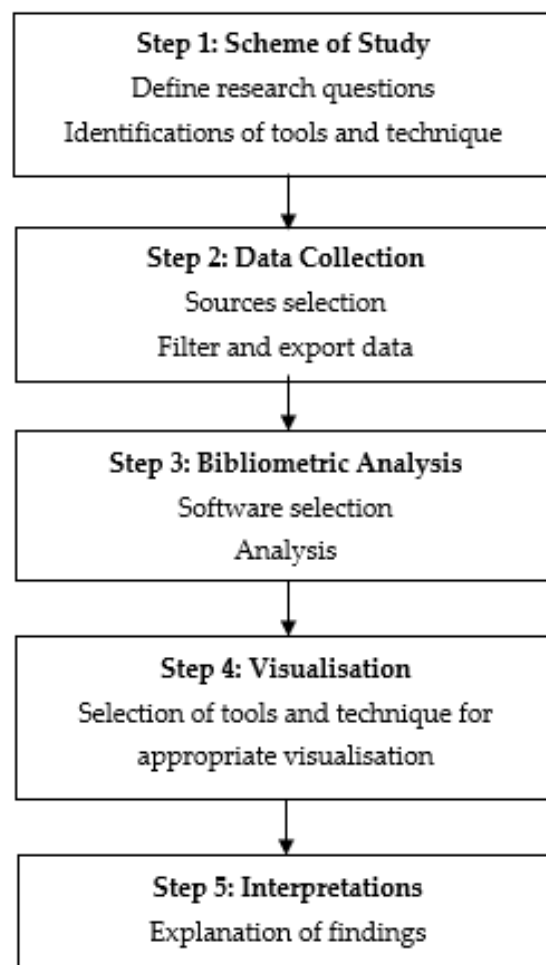 Step 1: Scheme of Study
Define research questions
Identifications of tools and technique
Step 2: Data Collection
Sources selection
Filter and export data
Step 3: Bibliometric Analysis
Software selection
Analysis
Step 4: Visualisation
Selection of tools and technique for
appropriate visualisation
Step 5: Interpretations
Explanation of findings